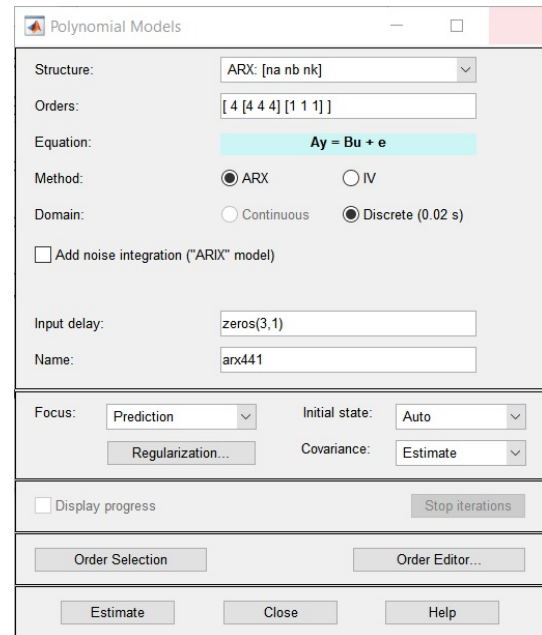 Polynomial Models
Structure: ARX: [na nb nk]
Orders: [ 4 [4 4 4] [1 1 1] ]
Equation: Ay = Bu + e
Method: ARX IV
Domain: Continuous Discrete (0.02 s)
Add noise integration ("ARIX" model)
Input delay: zeros(3,1)
Name: arx441
Focus: Prediction Initial state: Auto
Regularization... Covariance: Estimate
Display progress Stop iterations
Order Selection Order Editor...
Estimate Close Help